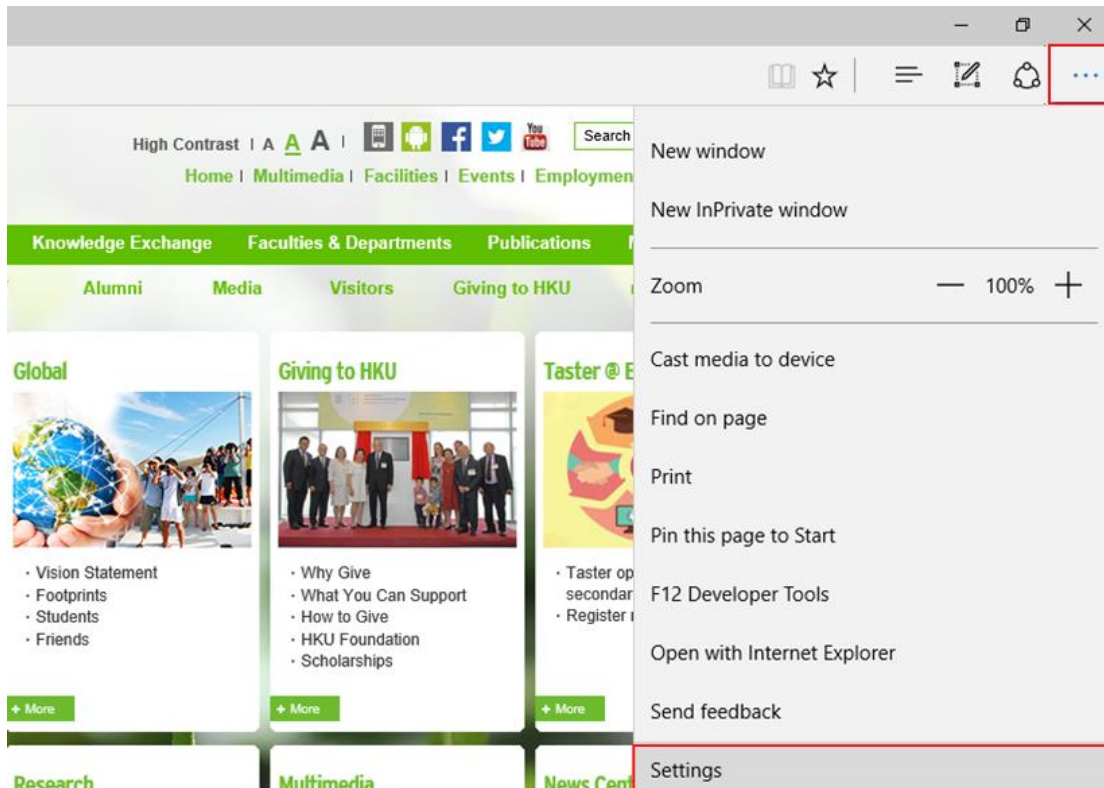 High Contrast | A A A |
You
Tube
Search
Home | Multimedia | Facilities | Events |
Knowledge Exchange Faculties & Departments Publications
Alumni Media Visitors Giving to HKU
Global
Giving to HKU
Taster @
· Vision Statement
· Footprints
· Students
· Friends
· Why Give
· What You Can Support
· How to Give
· HKU Foundation
· Scholarships
· Taster
· Register
+ More
+ More
+ More
Research
Multimedia
News
New window
New InPrivate window
Zoom — 100% +
Cast media to device
Find on page
Print
Pin this page to Start
F12 Developer Tools
Open with Internet Explorer
Send feedback
Settings